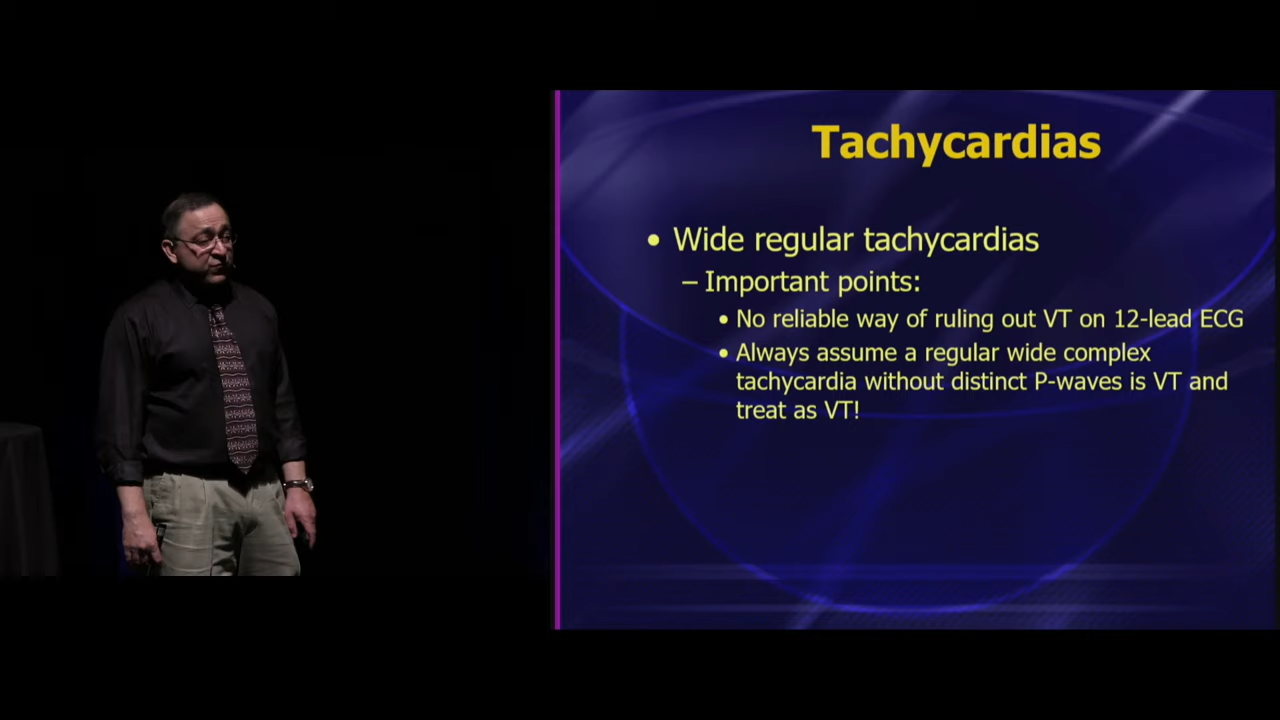 Tachycardias
• Wide regular tachycardias
– Important points:
• No reliable way of ruling out VT on 12-lead ECG
• Always assume a regular wide complex
tachycardia without distinct P-waves is VT and
treat as VT!